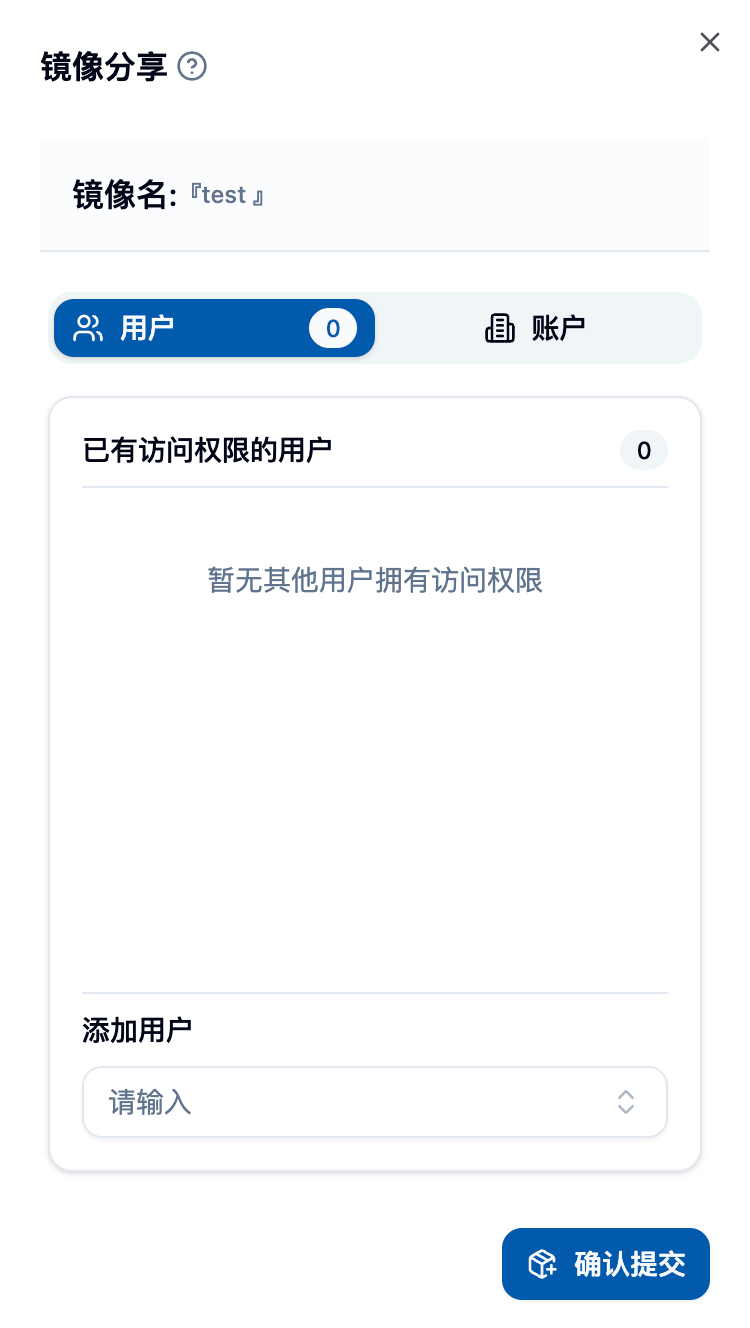 镜像分享
镜像名:『test 』
用户 0
账户
已有访问权限的用户 0
暂无其他用户拥有访问权限
添加用户
请输入
确认提交